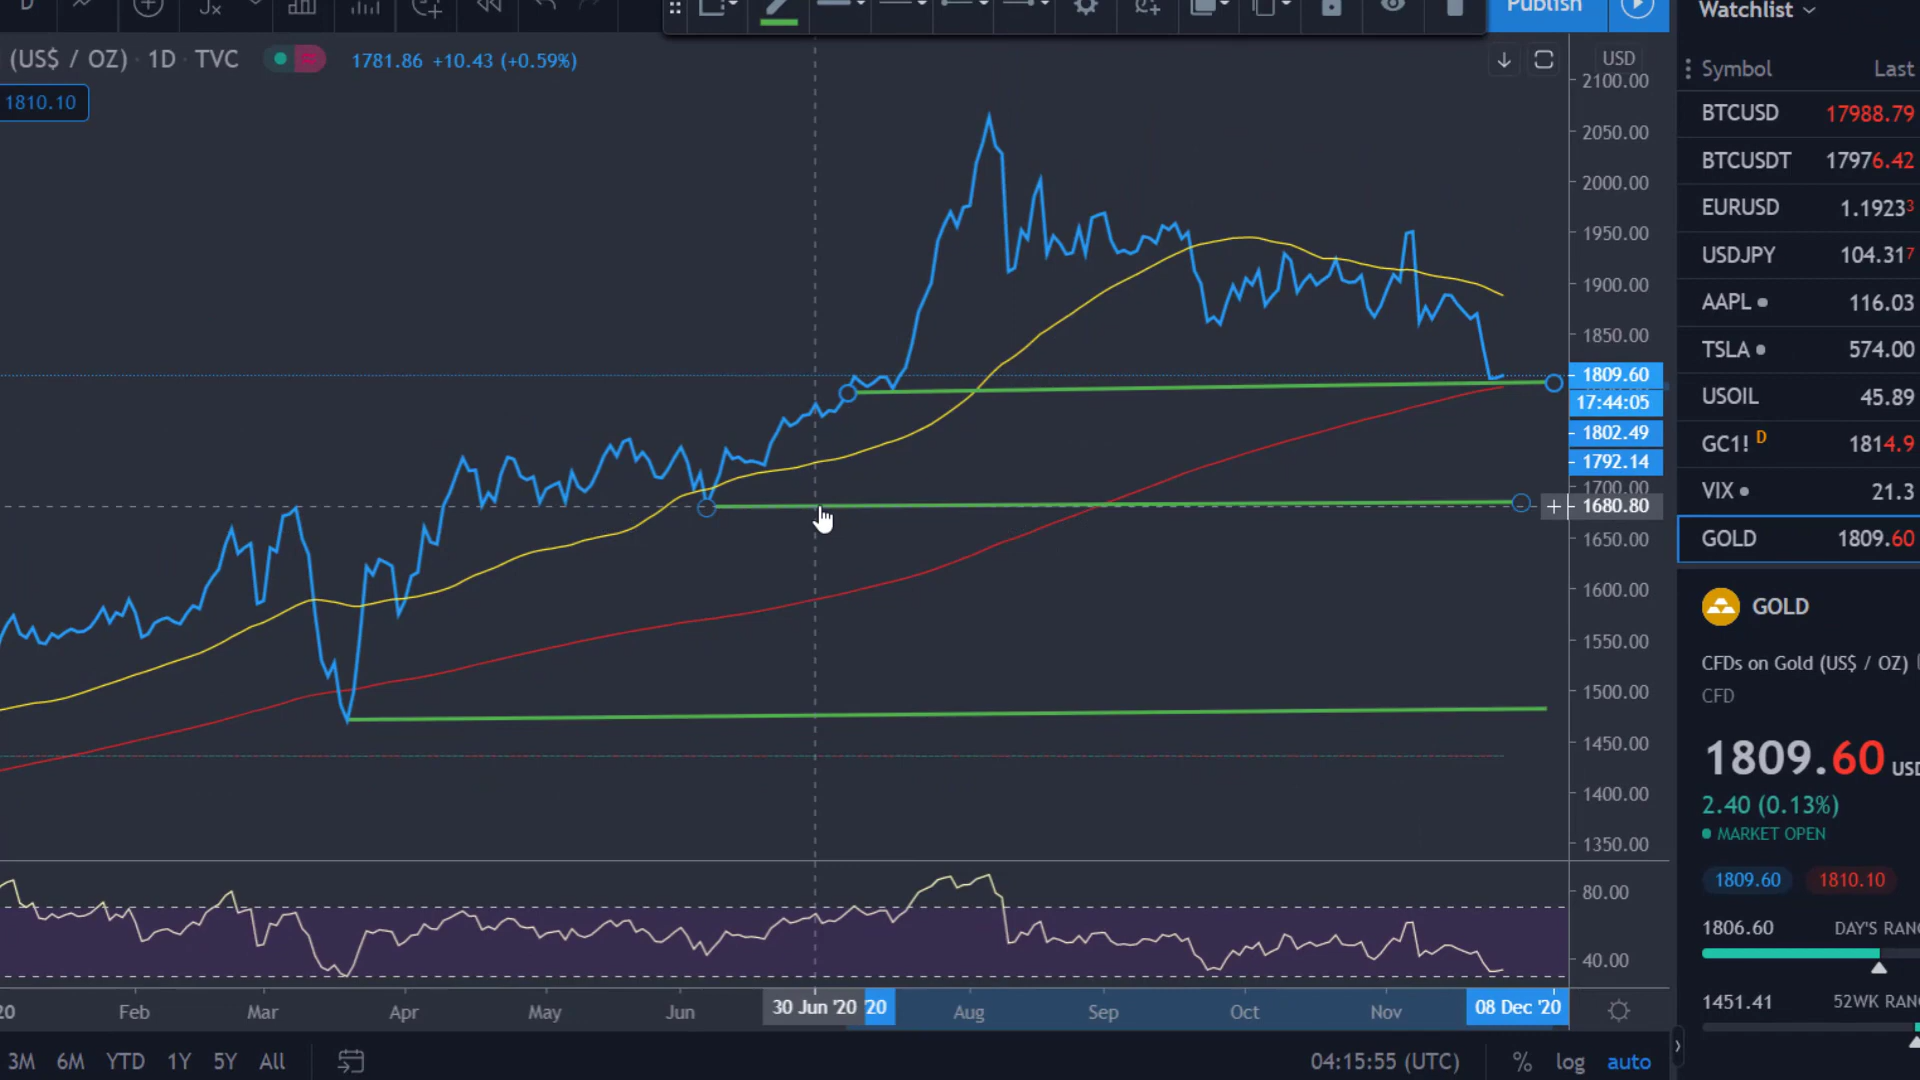 Publish
Watchlist
(US$ / OZ) · 1D · TVC
1781.86 +10.43 (+0.59%)
1810.10
USD
2100.00
2050.00
2000.00
1950.00
1900.00
1850.00
1809.60
17:44:05
1802.49
1792.14
1700.00
1680.80
1650.00
1600.00
1550.00
1500.00
1450.00
1400.00
1350.00
80.00
40.00
Feb Mar Apr May Jun 30 Jun '20 '20 Aug Sep Oct Nov 08 Dec '20
3M 6M YTD 1Y 5Y All
04:15:55 (UTC) % log auto
Symbol Last
BTCUSD 17988.79
BTCUSDT 17976.42
EURUSD 1.19233
USDJPY 104.317
AAPL 116.03
TSLA 574.00
USOIL 45.89
GC1! D 1814.9
VIX 21.3
GOLD 1809.60
GOLD
CFDs on Gold (US$ / OZ)
CFD
1809.60
2.40 (0.13%)
MARKET OPEN
1809.60 1810.10
1806.60 DAY'S
1451.41 52WK